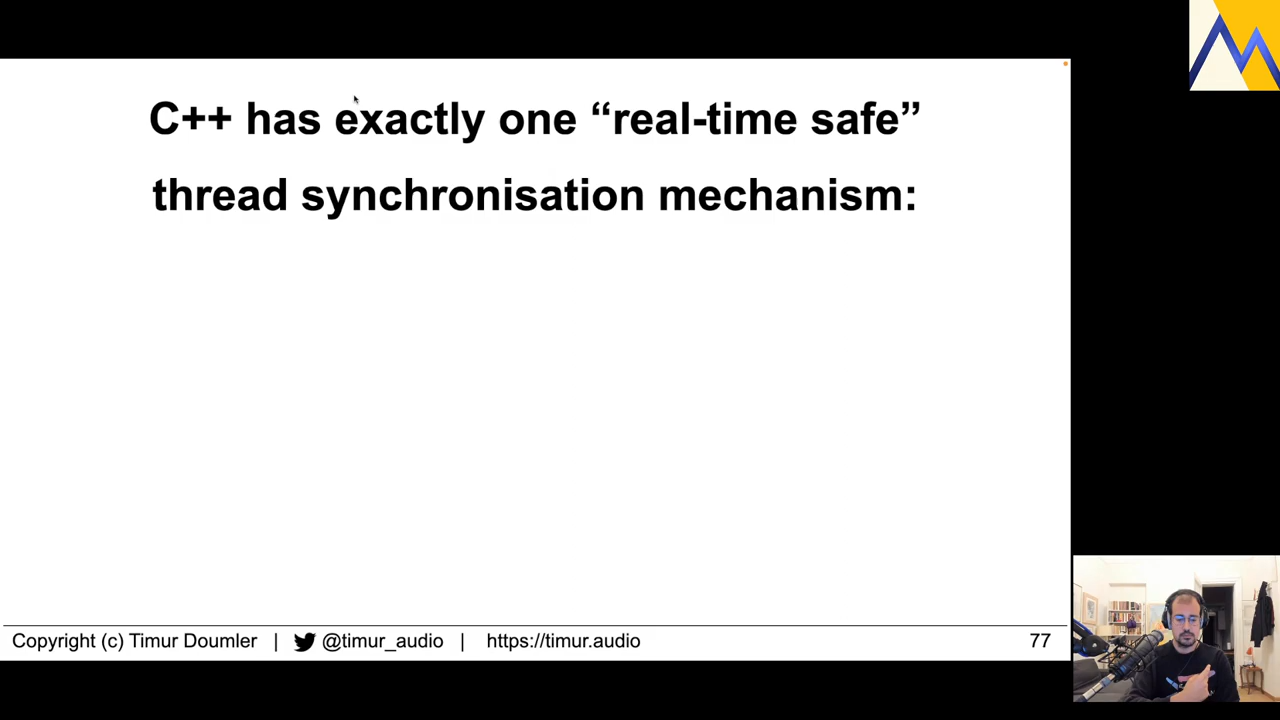 C++ has exactly one “real-time safe”
thread synchronisation mechanism:
Copyright (c) Timur Doumler | @timur_audio | https://timur.audio 77